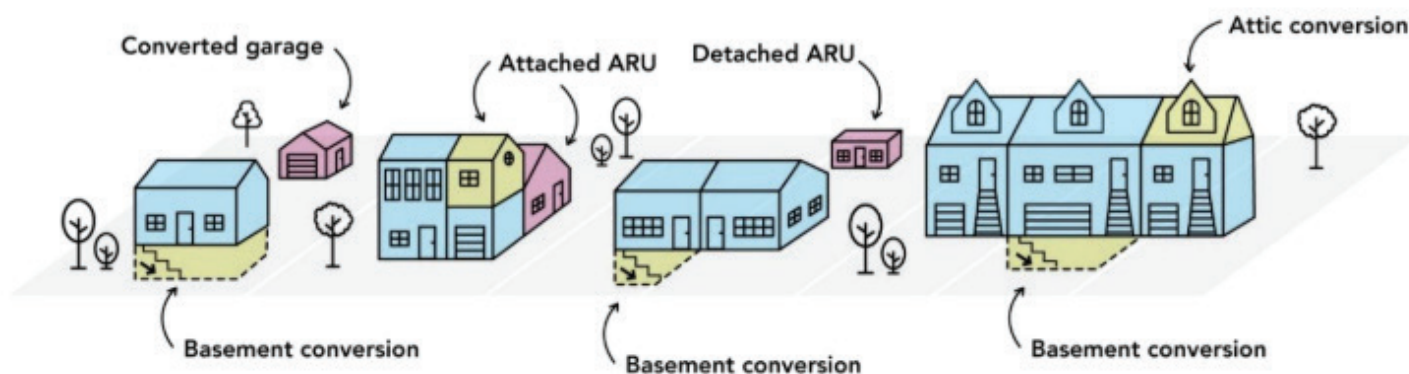 Converted garage
Attached ARU
Detached ARU
Attic conversion
Basement conversion
Basement conversion
Basement conversion